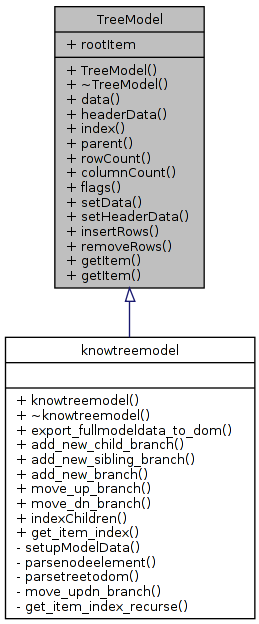 TreeModel
+ rootItem
+ TreeModel()
+ ~TreeModel()
+ data()
+ headerData()
+ index()
+ parent()
+ rowCount()
+ columnCount()
+ flags()
+ setData()
+ setHeaderData()
+ insertRows()
+ removeRows()
+ getItem()
+ getItem()
knowtreemodel
+ knowtreemodel()
+ ~knowtreemodel()
+ export_fullmodeldata_to_dom()
+ add_new_child_branch()
+ add_new_sibling_branch()
+ add_new_branch()
+ move_up_branch()
+ move_dn_branch()
+ indexChildren()
+ get_item_index()
- setupModelData()
- parsenodeelement()
- parsetreetodom()
- move_updn_branch()
- get_item_index_recurse()